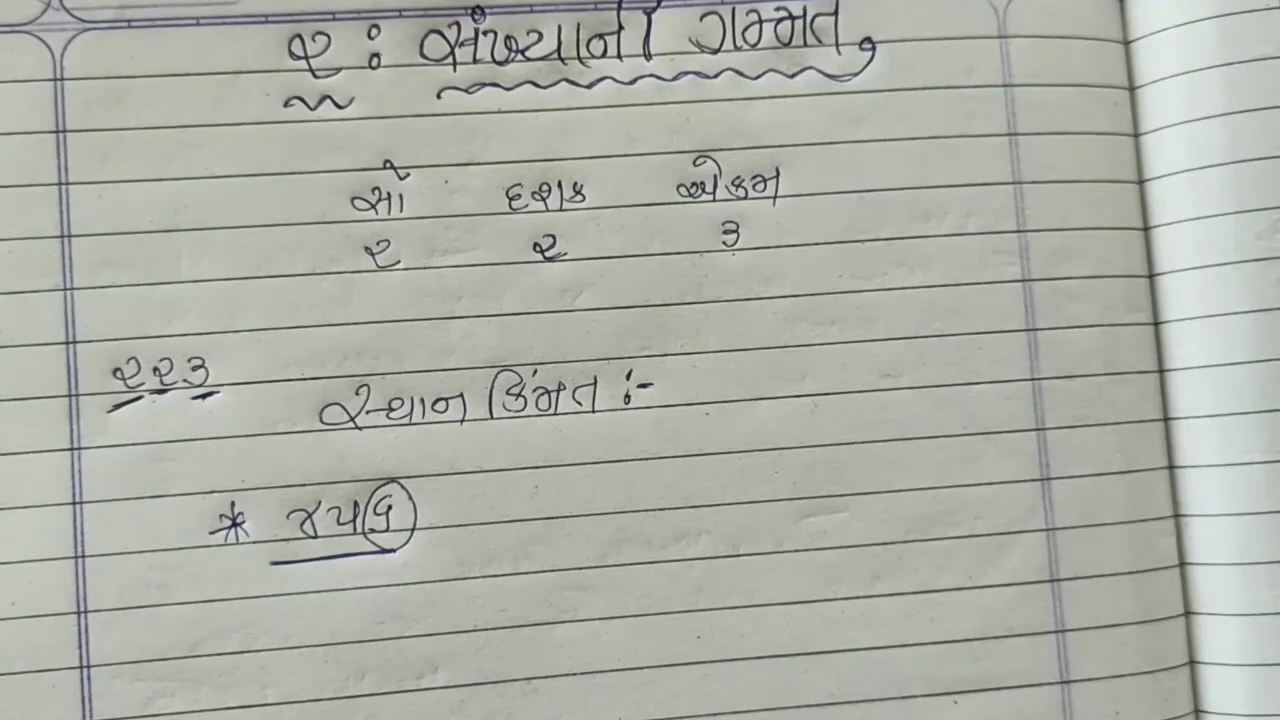 ૨ : સંખ્યાની ગમ્મત,
સો દશક એકમ
૨ ૨ ૩
૨૨૩
સ્થાન કિંમત :-
* ૪૫૬